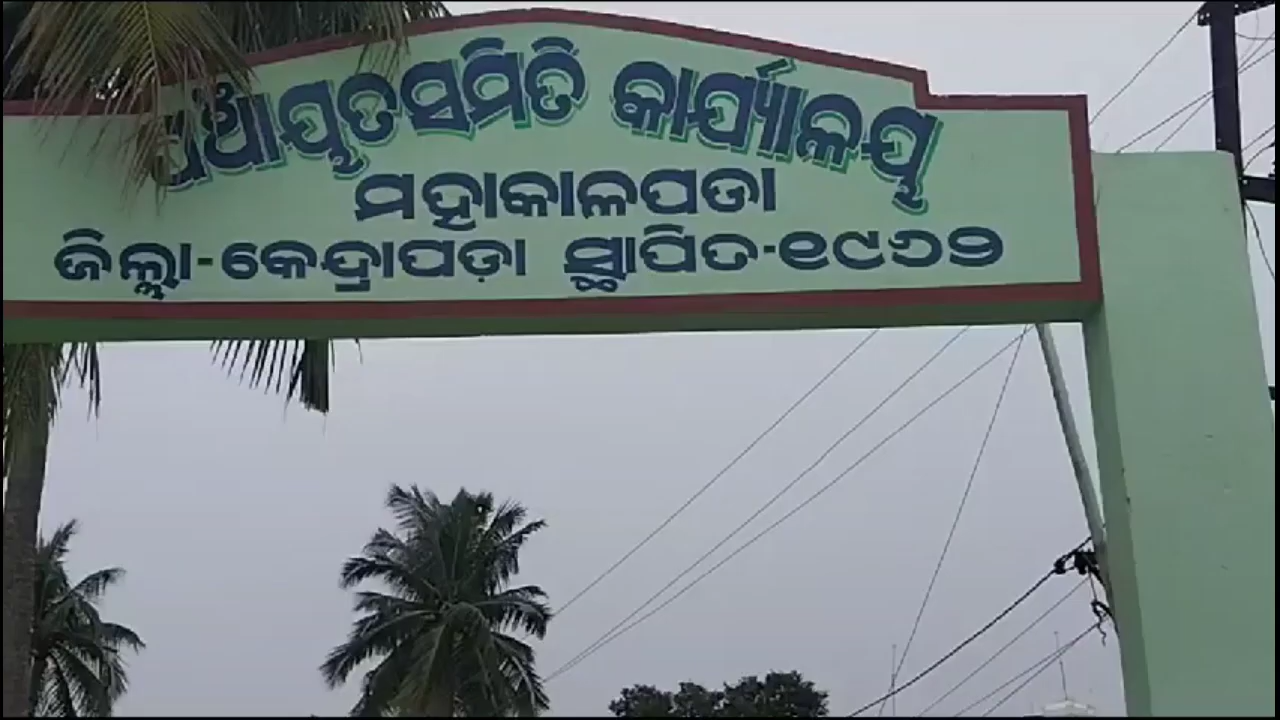 ପଞ୍ଚାୟତସମିତି କାର୍ଯ୍ୟାଳୟ
ମହାକାଳପଡା
ଜିଲ୍ଲା-କେନ୍ଦ୍ରାପଡ଼ା ସ୍ଥାପିତ-୧୯୬୨